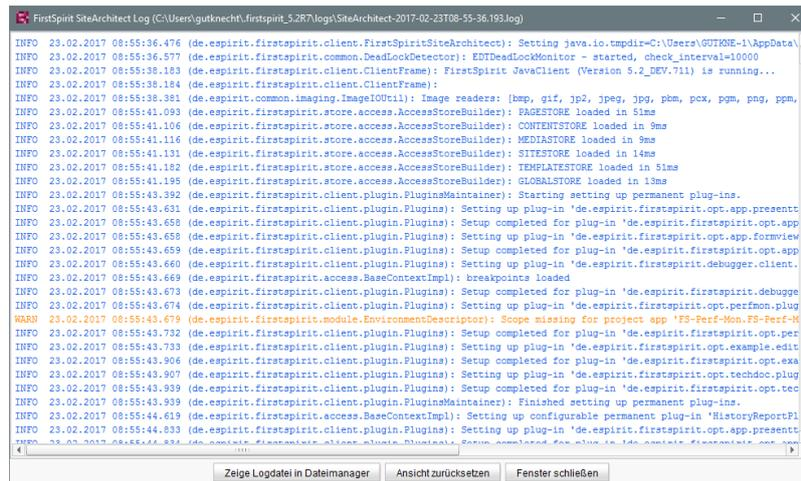 FirstSpirit SiteArchitect Log (C:\Users\gutknecht\.firstspirit_5.2R7\logs\SiteArchitect-2017-02-23T08-55-36.193.log)
INFO 23.02.2017 08:55:36.476 (de.espirit.firstspirit.client.FirstSpiritSiteArchitect): Setting java.io.tmpdir=C:\Users\GUTKNE~1\AppData\
INFO 23.02.2017 08:55:36.577 (de.espirit.firstspirit.common.DeadLockDetector): EDTDeadLockMonitor - started, check_interval=10000
INFO 23.02.2017 08:55:38.183 (de.espirit.firstspirit.client.ClientFrame): FirstSpirit JavaClient (Version 5.2_DEV.711) is running...
INFO 23.02.2017 08:55:38.184 (de.espirit.firstspirit.client.ClientFrame):
INFO 23.02.2017 08:55:38.381 (de.espirit.common.imaging.ImageIOUtil): Image readers: [bmp, gif, jp2, jpeg, jpg, pbm, pcx, pgm, png, ppm,
INFO 23.02.2017 08:55:41.093 (de.espirit.firstspirit.store.access.AccessStoreBuilder): PAGESTORE loaded in 51ms
INFO 23.02.2017 08:55:41.106 (de.espirit.firstspirit.store.access.AccessStoreBuilder): CONTENTSTORE loaded in 9ms
INFO 23.02.2017 08:55:41.116 (de.espirit.firstspirit.store.access.AccessStoreBuilder): MEDIASTORE loaded in 9ms
INFO 23.02.2017 08:55:41.131 (de.espirit.firstspirit.store.access.AccessStoreBuilder): SITESTORE loaded in 14ms
INFO 23.02.2017 08:55:41.182 (de.espirit.firstspirit.store.access.AccessStoreBuilder): TEMPLATESTORE loaded in 51ms
INFO 23.02.2017 08:55:41.195 (de.espirit.firstspirit.store.access.AccessStoreBuilder): GLOBALSTORE loaded in 13ms
INFO 23.02.2017 08:55:43.392 (de.espirit.firstspirit.client.plugin.PluginsMaintainer): Starting setting up permanent plug-ins.
INFO 23.02.2017 08:55:43.631 (de.espirit.firstspirit.client.plugin.Plugins): Setting up plug-in 'de.espirit.firstspirit.opt.app.presentt
INFO 23.02.2017 08:55:43.658 (de.espirit.firstspirit.client.plugin.Plugins): Setup completed for plug-in 'de.espirit.firstspirit.opt.app
INFO 23.02.2017 08:55:43.658 (de.espirit.firstspirit.client.plugin.Plugins): Setting up plug-in 'de.espirit.firstspirit.opt.app.formview
INFO 23.02.2017 08:55:43.659 (de.espirit.firstspirit.client.plugin.Plugins): Setup completed for plug-in 'de.espirit.firstspirit.opt.app
INFO 23.02.2017 08:55:43.660 (de.espirit.firstspirit.client.plugin.Plugins): Setting up plug-in 'de.espirit.firstspirit.debugger.client.
INFO 23.02.2017 08:55:43.669 (de.espirit.firstspirit.access.BaseContextImpl): breakpoints loaded
INFO 23.02.2017 08:55:43.673 (de.espirit.firstspirit.client.plugin.Plugins): Setup completed for plug-in 'de.espirit.firstspirit.debugge
INFO 23.02.2017 08:55:43.674 (de.espirit.firstspirit.client.plugin.Plugins): Setting up plug-in 'de.espirit.firstspirit.opt.perfmon.plug
WARN 23.02.2017 08:55:43.679 (de.espirit.firstspirit.module.EnvironmentDescriptor): Scope missing for project app 'FS-Perf-Mon.FS-Perf-M
INFO 23.02.2017 08:55:43.732 (de.espirit.firstspirit.client.plugin.Plugins): Setup completed for plug-in 'de.espirit.firstspirit.opt.per
INFO 23.02.2017 08:55:43.733 (de.espirit.firstspirit.client.plugin.Plugins): Setting up plug-in 'de.espirit.firstspirit.opt.example.edit
INFO 23.02.2017 08:55:43.906 (de.espirit.firstspirit.client.plugin.Plugins): Setup completed for plug-in 'de.espirit.firstspirit.opt.exa
INFO 23.02.2017 08:55:43.907 (de.espirit.firstspirit.client.plugin.Plugins): Setting up plug-in 'de.espirit.firstspirit.opt.techdoc.plug
INFO 23.02.2017 08:55:43.939 (de.espirit.firstspirit.client.plugin.Plugins): Setup completed for plug-in 'de.espirit.firstspirit.opt.tec
INFO 23.02.2017 08:55:43.939 (de.espirit.firstspirit.client.plugin.PluginsMaintainer): Finished setting up permanent plug-ins.
INFO 23.02.2017 08:55:44.619 (de.espirit.firstspirit.access.BaseContextImpl): Setting up configurable permanent plug-in 'HistoryReportPl
INFO 23.02.2017 08:55:44.833 (de.espirit.firstspirit.client.plugin.Plugins): Setting up plug-in 'de.espirit.firstspirit.opt.app.presentt
INFO 23.02.2017 08:55:44.834 (de.espirit.firstspirit.client.plugin.Plugins): Setup completed for plug-in 'de.espirit.firstspirit.opt.app
Zeige Logdatei in Dateimanager Ansicht zurücksetzen Fenster schließen